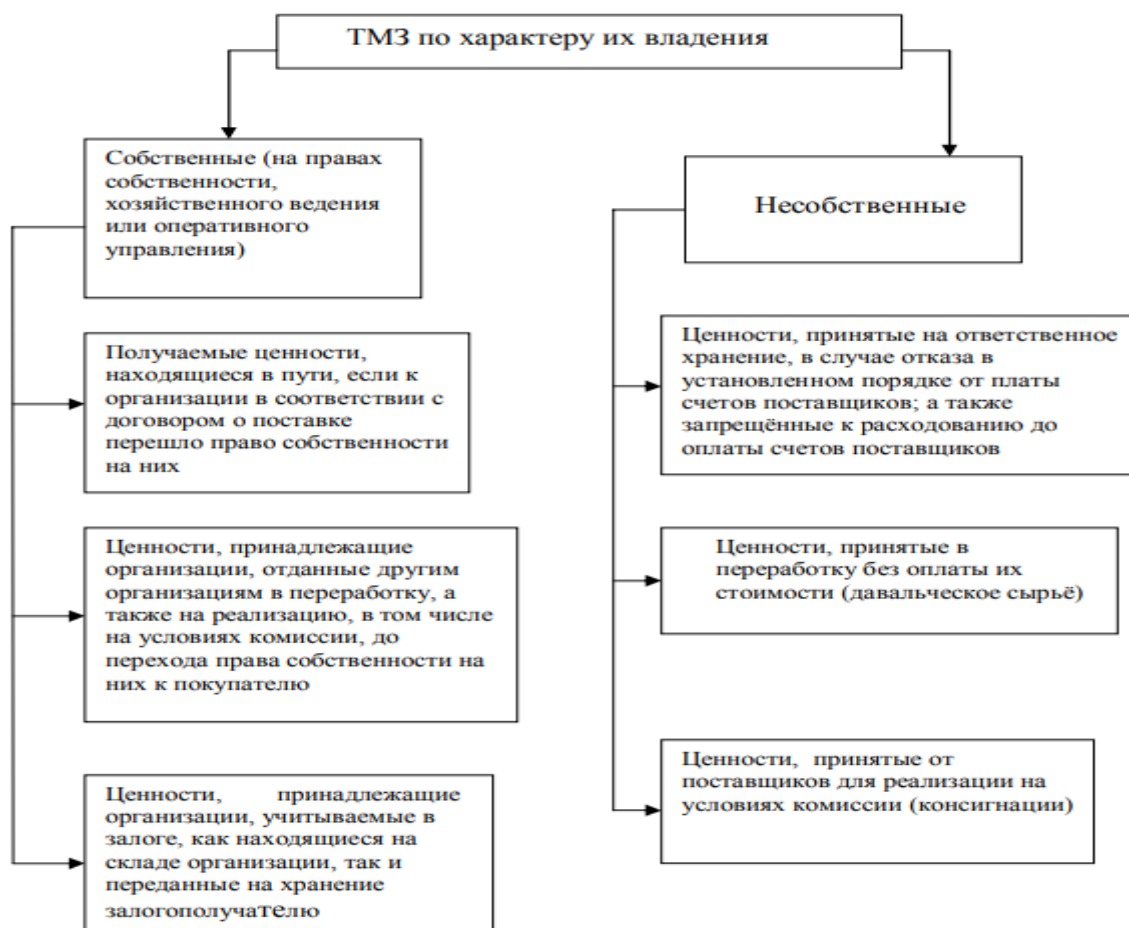 ТМЗ по характеру их владения
Собственные (на правах
собственности,
хозяйственного ведения
или оперативного
управления)
Получаемые ценности,
находящиеся в пути, если к
организации в соответствии с
договором о поставке
перешло право собственности
на них
Ценности, принадлежащие
организации, отданные другим
организациям в переработку, а
также на реализацию, в том числе
на условиях комиссии, до
перехода права собственности на
них к покупателю
Ценности, принадлежащие
организации, учитываемые в
залоге, как находящиеся на
складе организации, так и
переданные на хранение
залогополучателю
Несобственные
Ценности, принятые на ответственное
хранение, в случае отказа в
установленном порядке от платы
счетов поставщиков; а также
запрещённые к расходованию до
оплаты счетов поставщиков
Ценности, принятые в
переработку без оплаты их
стоимости (давальческое сырьё)
Ценности, принятые от
поставщиков для реализации на
условиях комиссии (консигнации)